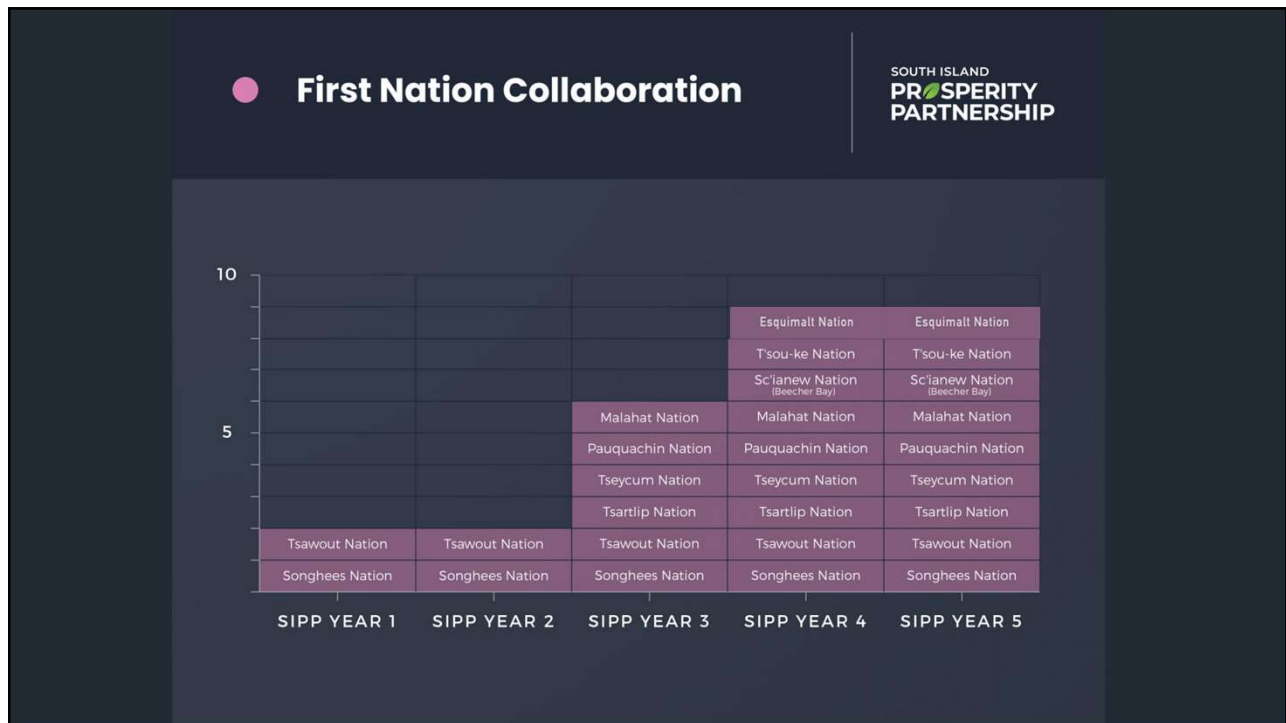 First Nation Collaboration
SOUTH ISLAND
PROSPERITY
PARTNERSHIP
10
Esquimalt Nation Esquimalt Nation
T'sou-ke Nation T'sou-ke Nation
Sc'ianew Nation Sc'ianew Nation
(Beecher Bay) (Beecher Bay)
Malahat Nation Malahat Nation Malahat Nation
5
Pauquachin Nation Pauquachin Nation Pauquachin Nation
Tseycum Nation Tseycum Nation Tseycum Nation
Tsartlip Nation Tsartlip Nation Tsartlip Nation
Tsawout Nation Tsawout Nation Tsawout Nation Tsawout Nation Tsawout Nation
Songhees Nation Songhees Nation Songhees Nation Songhees Nation Songhees Nation
SIPP YEAR 1 SIPP YEAR 2 SIPP YEAR 3 SIPP YEAR 4 SIPP YEAR 5